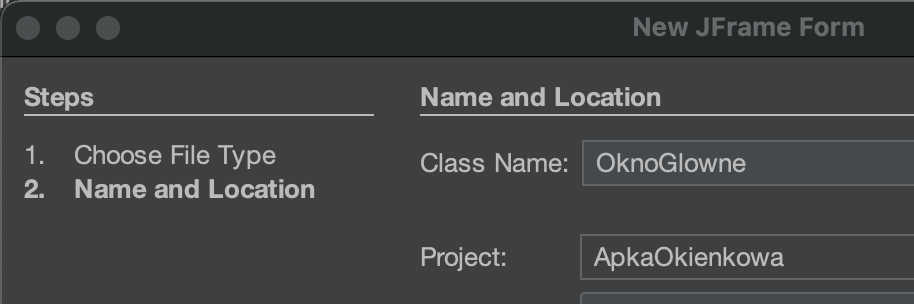 New JFrame Form
Steps
1. Choose File Type
2. Name and Location
Name and Location
Class Name: OknoGlowne
Project: ApkaOkienkowa